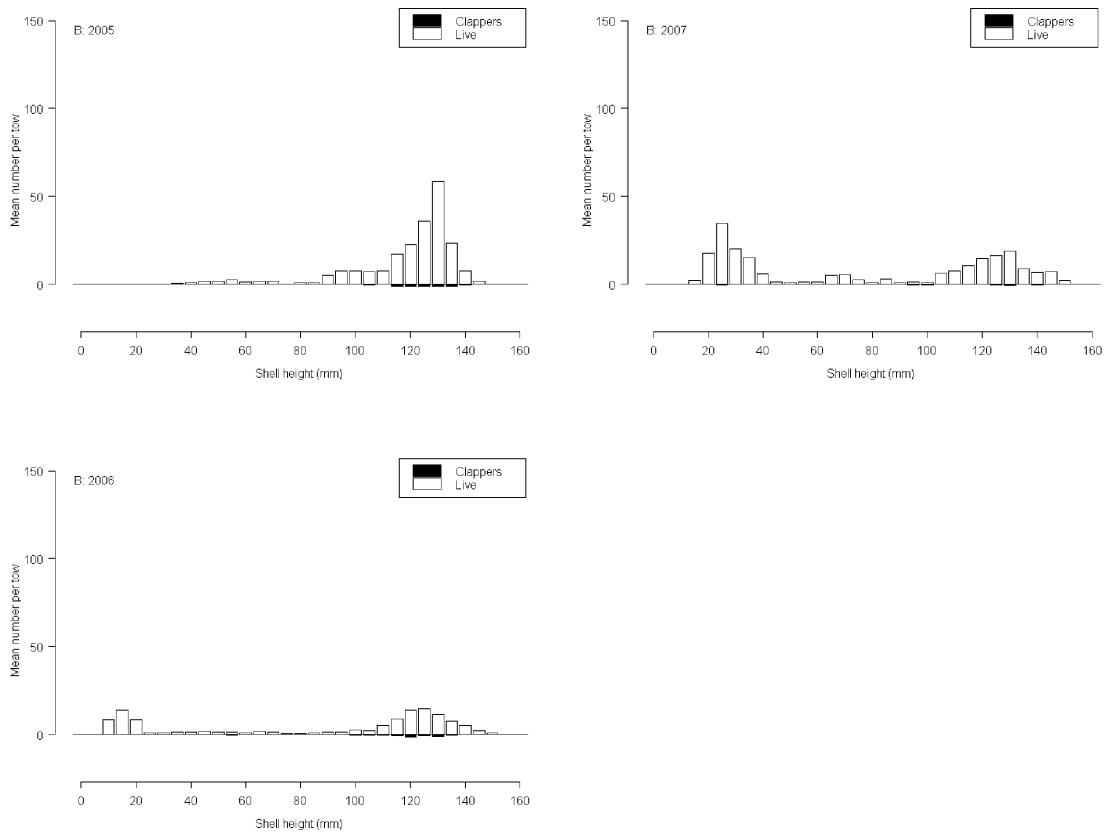 B: 2005
Clappers
Live
Mean number per tow
150
100
50
0
0 20 40 60 80 100 120 140 160
Shell height (mm)
B: 2007
Clappers
Live
Mean number per tow
150
100
50
0
0 20 40 60 80 100 120 140 160
Shell height (mm)
B: 2006
Clappers
Live
Mean number per tow
150
100
50
0
0 20 40 60 80 100 120 140 160
Shell height (mm)